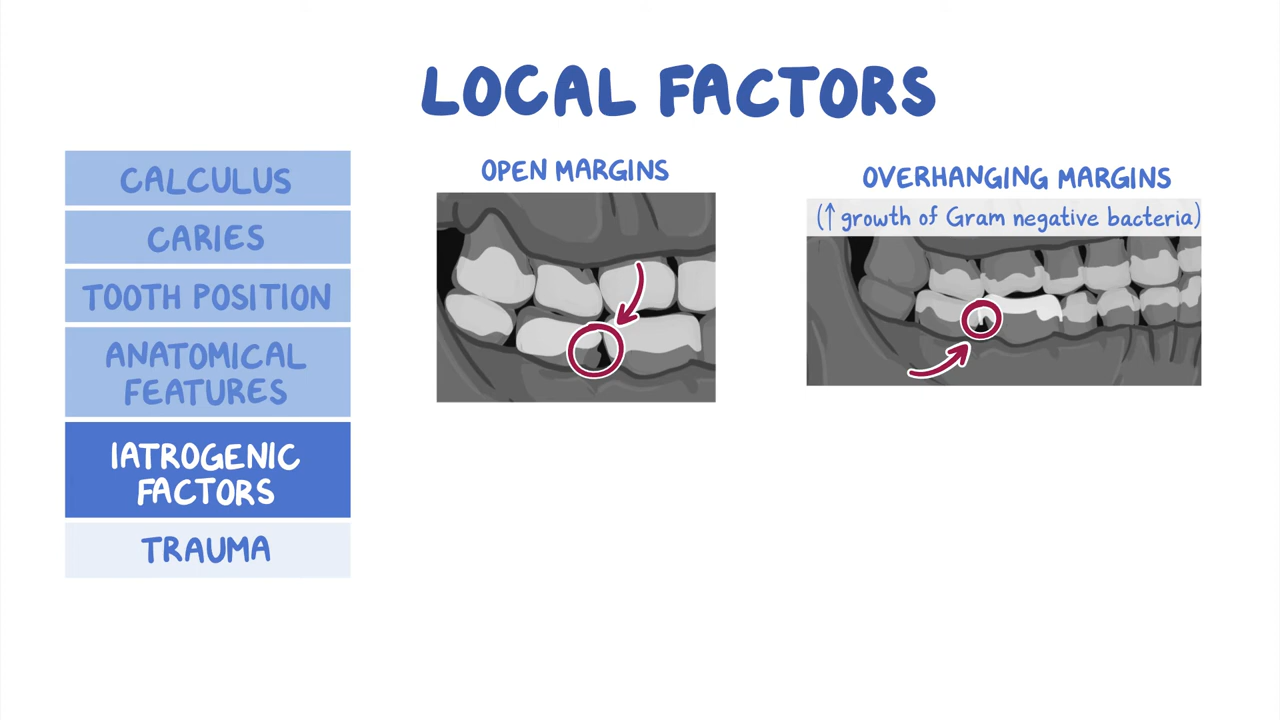 LOCAL FACTORS
CALCULUS
CARIES
TOOTH POSITION
ANATOMICAL
FEATURES
IATROGENIC
FACTORS
TRAUMA
OPEN MARGINS
OVERHANGING MARGINS
(↑ growth of Gram negative bacteria)